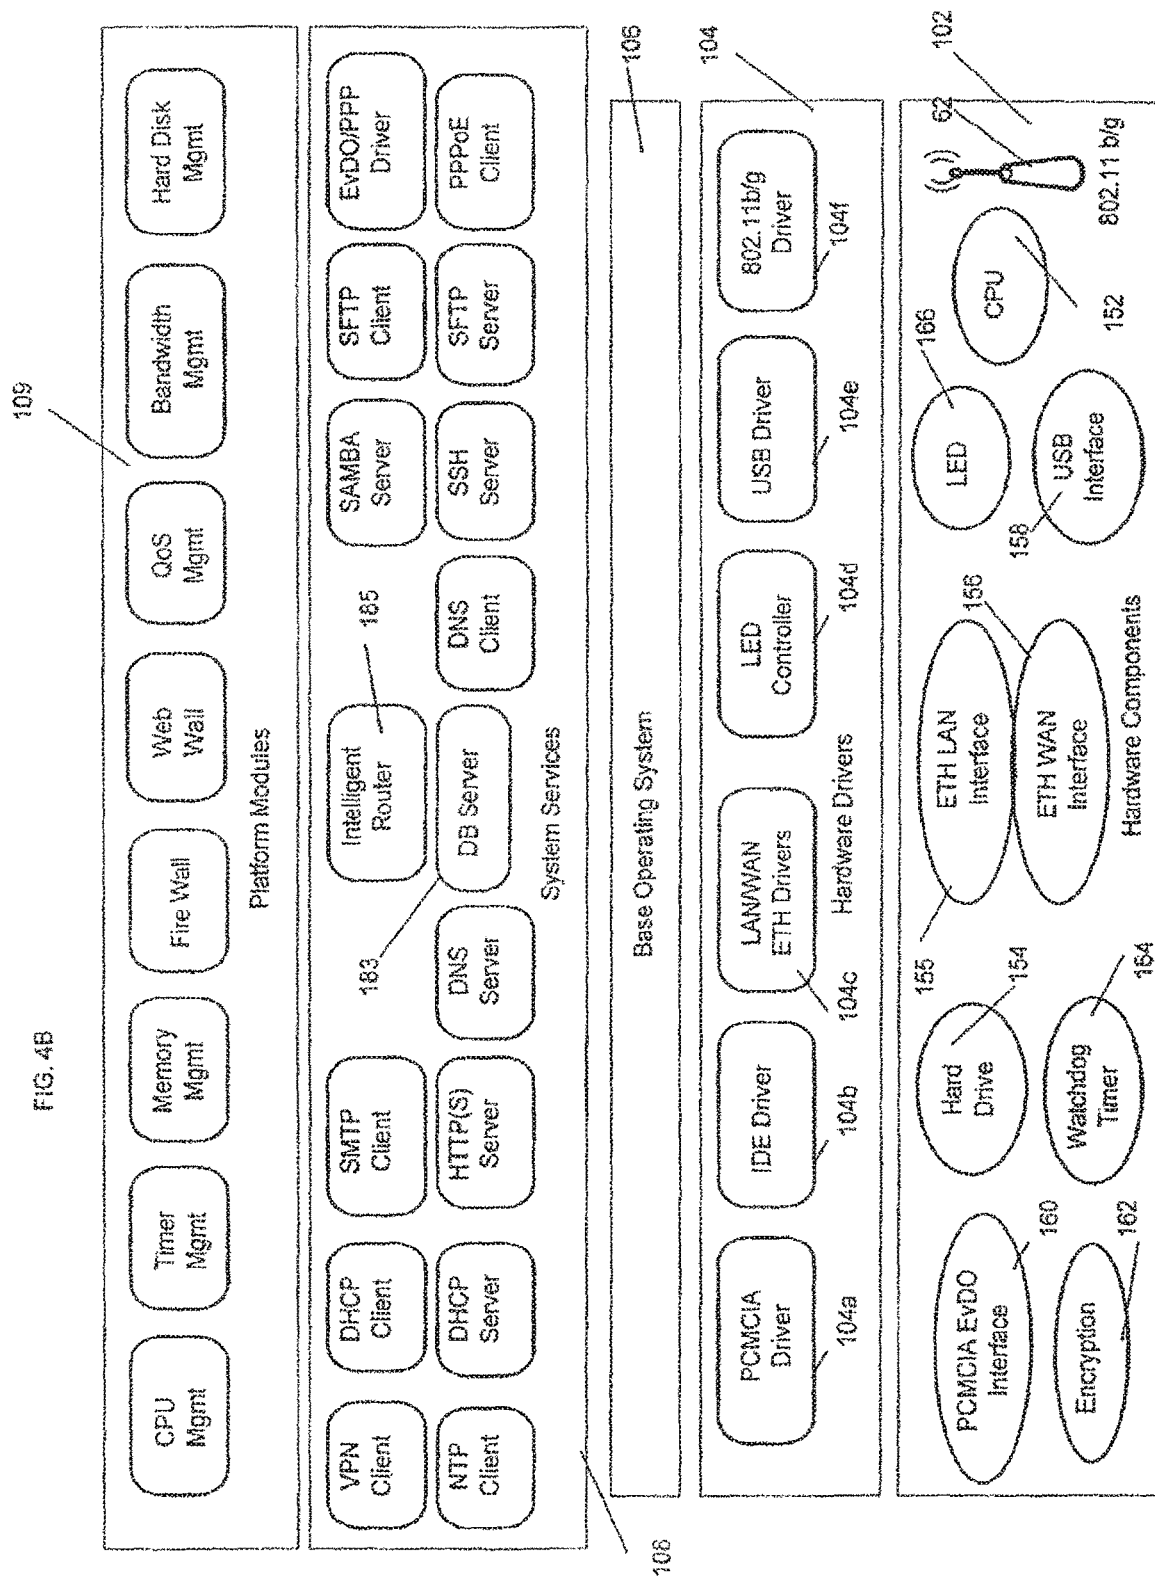 FIG. 4B
109
CPU
Mgmt
Timer
Mgmt
Memory
Mgmt
Fire Wall
Web
Wall
QoS
Mgmt
Bandwidth
Mgmt
Hard Disk
Mgmt
Platform Modules
VPN
Client
DHCP
Client
SMTP
Client
Intelligent
Router
185
SAMBA
Server
SFTP
Client
EvDO/PPP
Driver
183
NTP
Client
DHCP
Server
HTTP(S)
Server
DNS
Server
DB Server
DNS
Client
SSH
Server
SFTP
Server
PPPoE
Client
System Services
108
106
Base Operating System
104
PCMCIA
Driver
IDE Driver
LAN/WAN
ETH Drivers
LED
Controller
USB Driver
802.11b/g
Driver
104a
104b
104c
Hardware Drivers
104d
104e
104f
102
155
166
62
PCMCIA EvDO
Interface
160
Hard
Drive
154
ETH LAN
Interface
156
LED
CPU
158
152
Encryption
162
Watchdog
Timer
164
ETH WAN
Interface
USB
Interface
802.11 b/g
Hardware Components